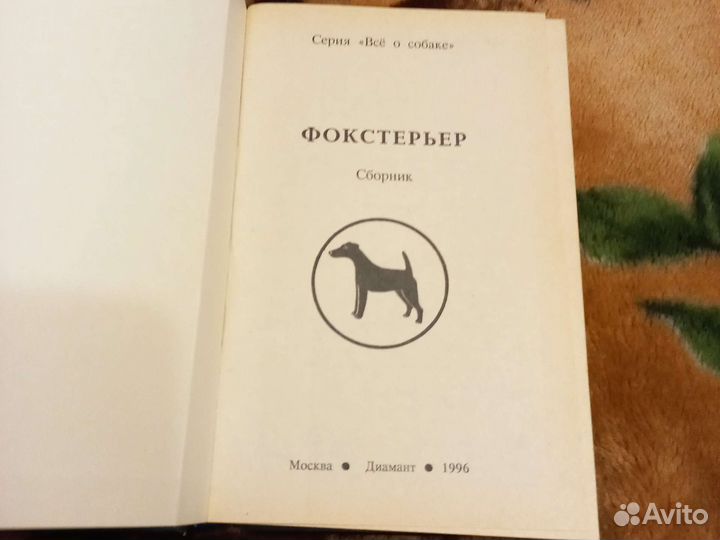 Серия «Всё о собаке»
ФОКСТЕРЬЕР
Сборник
Москва ● Диамант ● 1996
Avito